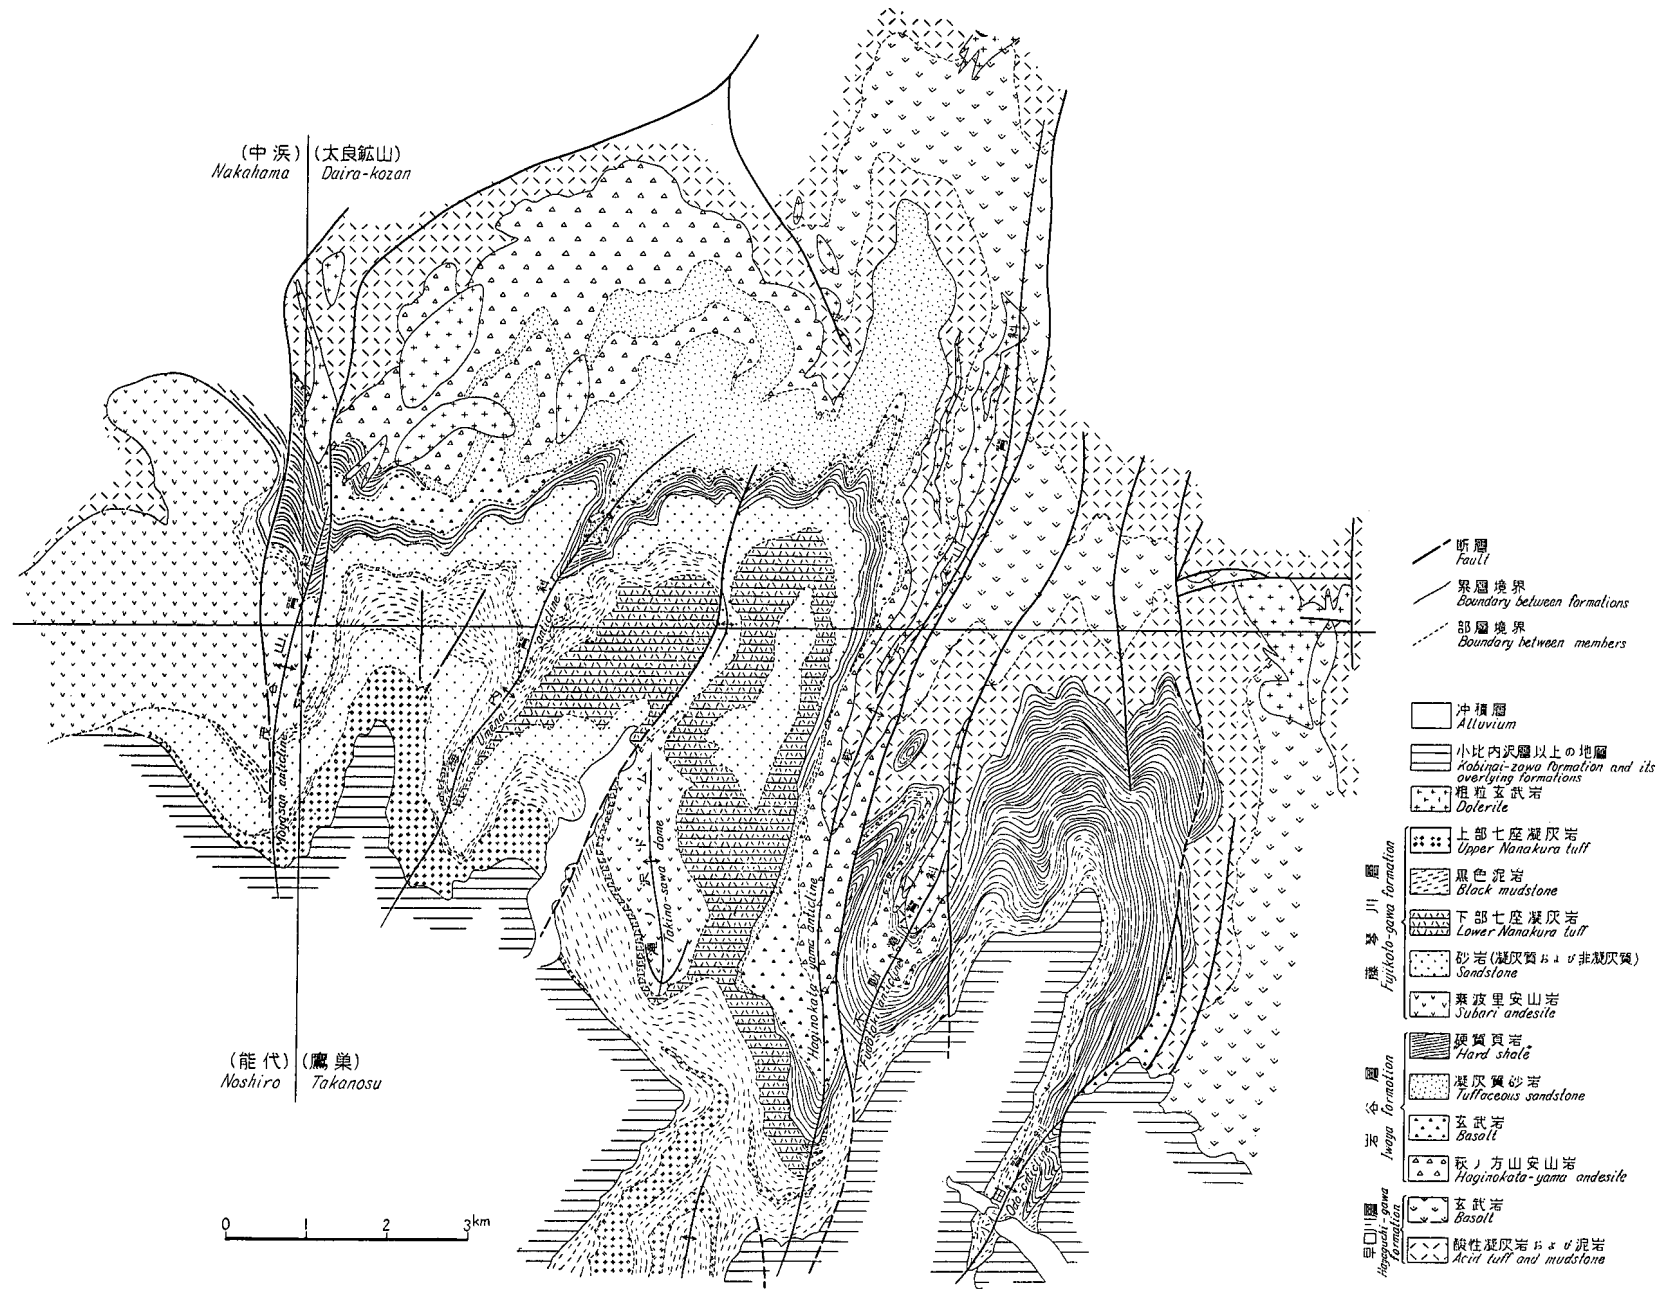 (中浜) (太良鉱山)
Nakahama Daira-kozan
(能代) (鷹巣)
Noshiro Takanosu
0 1 2 3km
anticline
Takino-sawa dome
滝ノ沢ドーム
Haginokata-yama anticline
断層
Fault
累層境界
Boundary between formations
部層境界
Boundary between members
冲積層
Alluvium
小比内沢層以上の地層
Kobinai-zawa formation and its
overlying formations
粗粒玄武岩
Dolerite
藤琴川層
Fujikoto-gawa formation
上部七座凝灰岩
Upper Nanakura tuff
黒色泥岩
Black mudstone
下部七座凝灰岩
Lower Nanakura tuff
砂岩(凝灰質および非凝灰質)
Sandstone
素波里安山岩
Subari andesite
岩谷層
Iwaya formation
硬質頁岩
"Hard shale"
凝灰質砂岩
Tuffaceous sandstone
玄武岩
Basalt
萩ノ方山安山岩
Haginokata-yama andesite
早口川層
Hayaguchi-gawa
formation
玄武岩
Basalt
酸性凝灰岩および泥岩
Acid tuff and mudstone